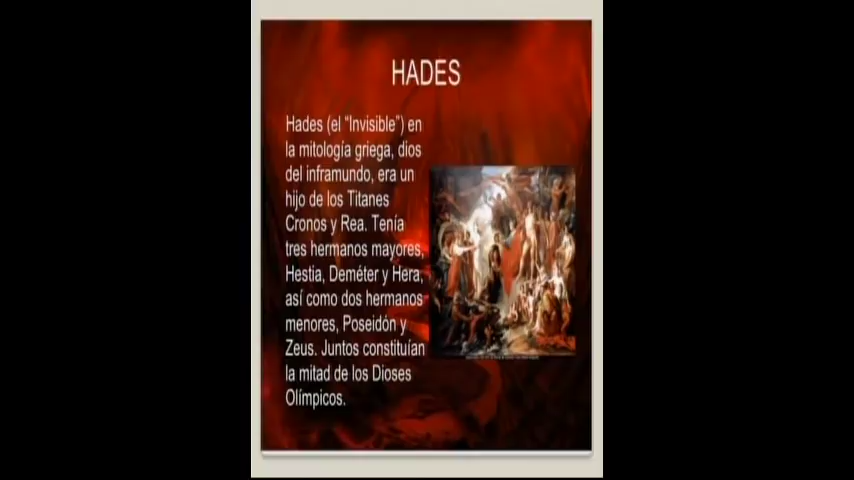 HADES
Hades (el “Invisible”) en
la mitología griega, dios
del inframundo, era un
hijo de los Titanes
Cronos y Rea. Tenía
tres hermanos mayores,
Hestia, Deméter y Hera,
así como dos hermanos
menores, Poseidón y
Zeus. Juntos constituían
la mitad de los Dioses
Olímpicos.